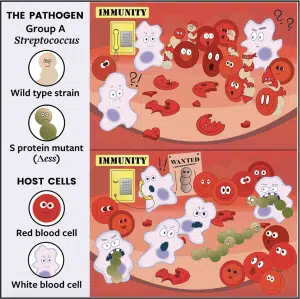 THE PATHOGEN
Group A
Streptococcus
Wild type strain
S protein mutant
(Δess)
HOST CELLS
Red blood cell
White blood cell
IMMUNITY
?
?!
IMMUNITY
WANTED
!!